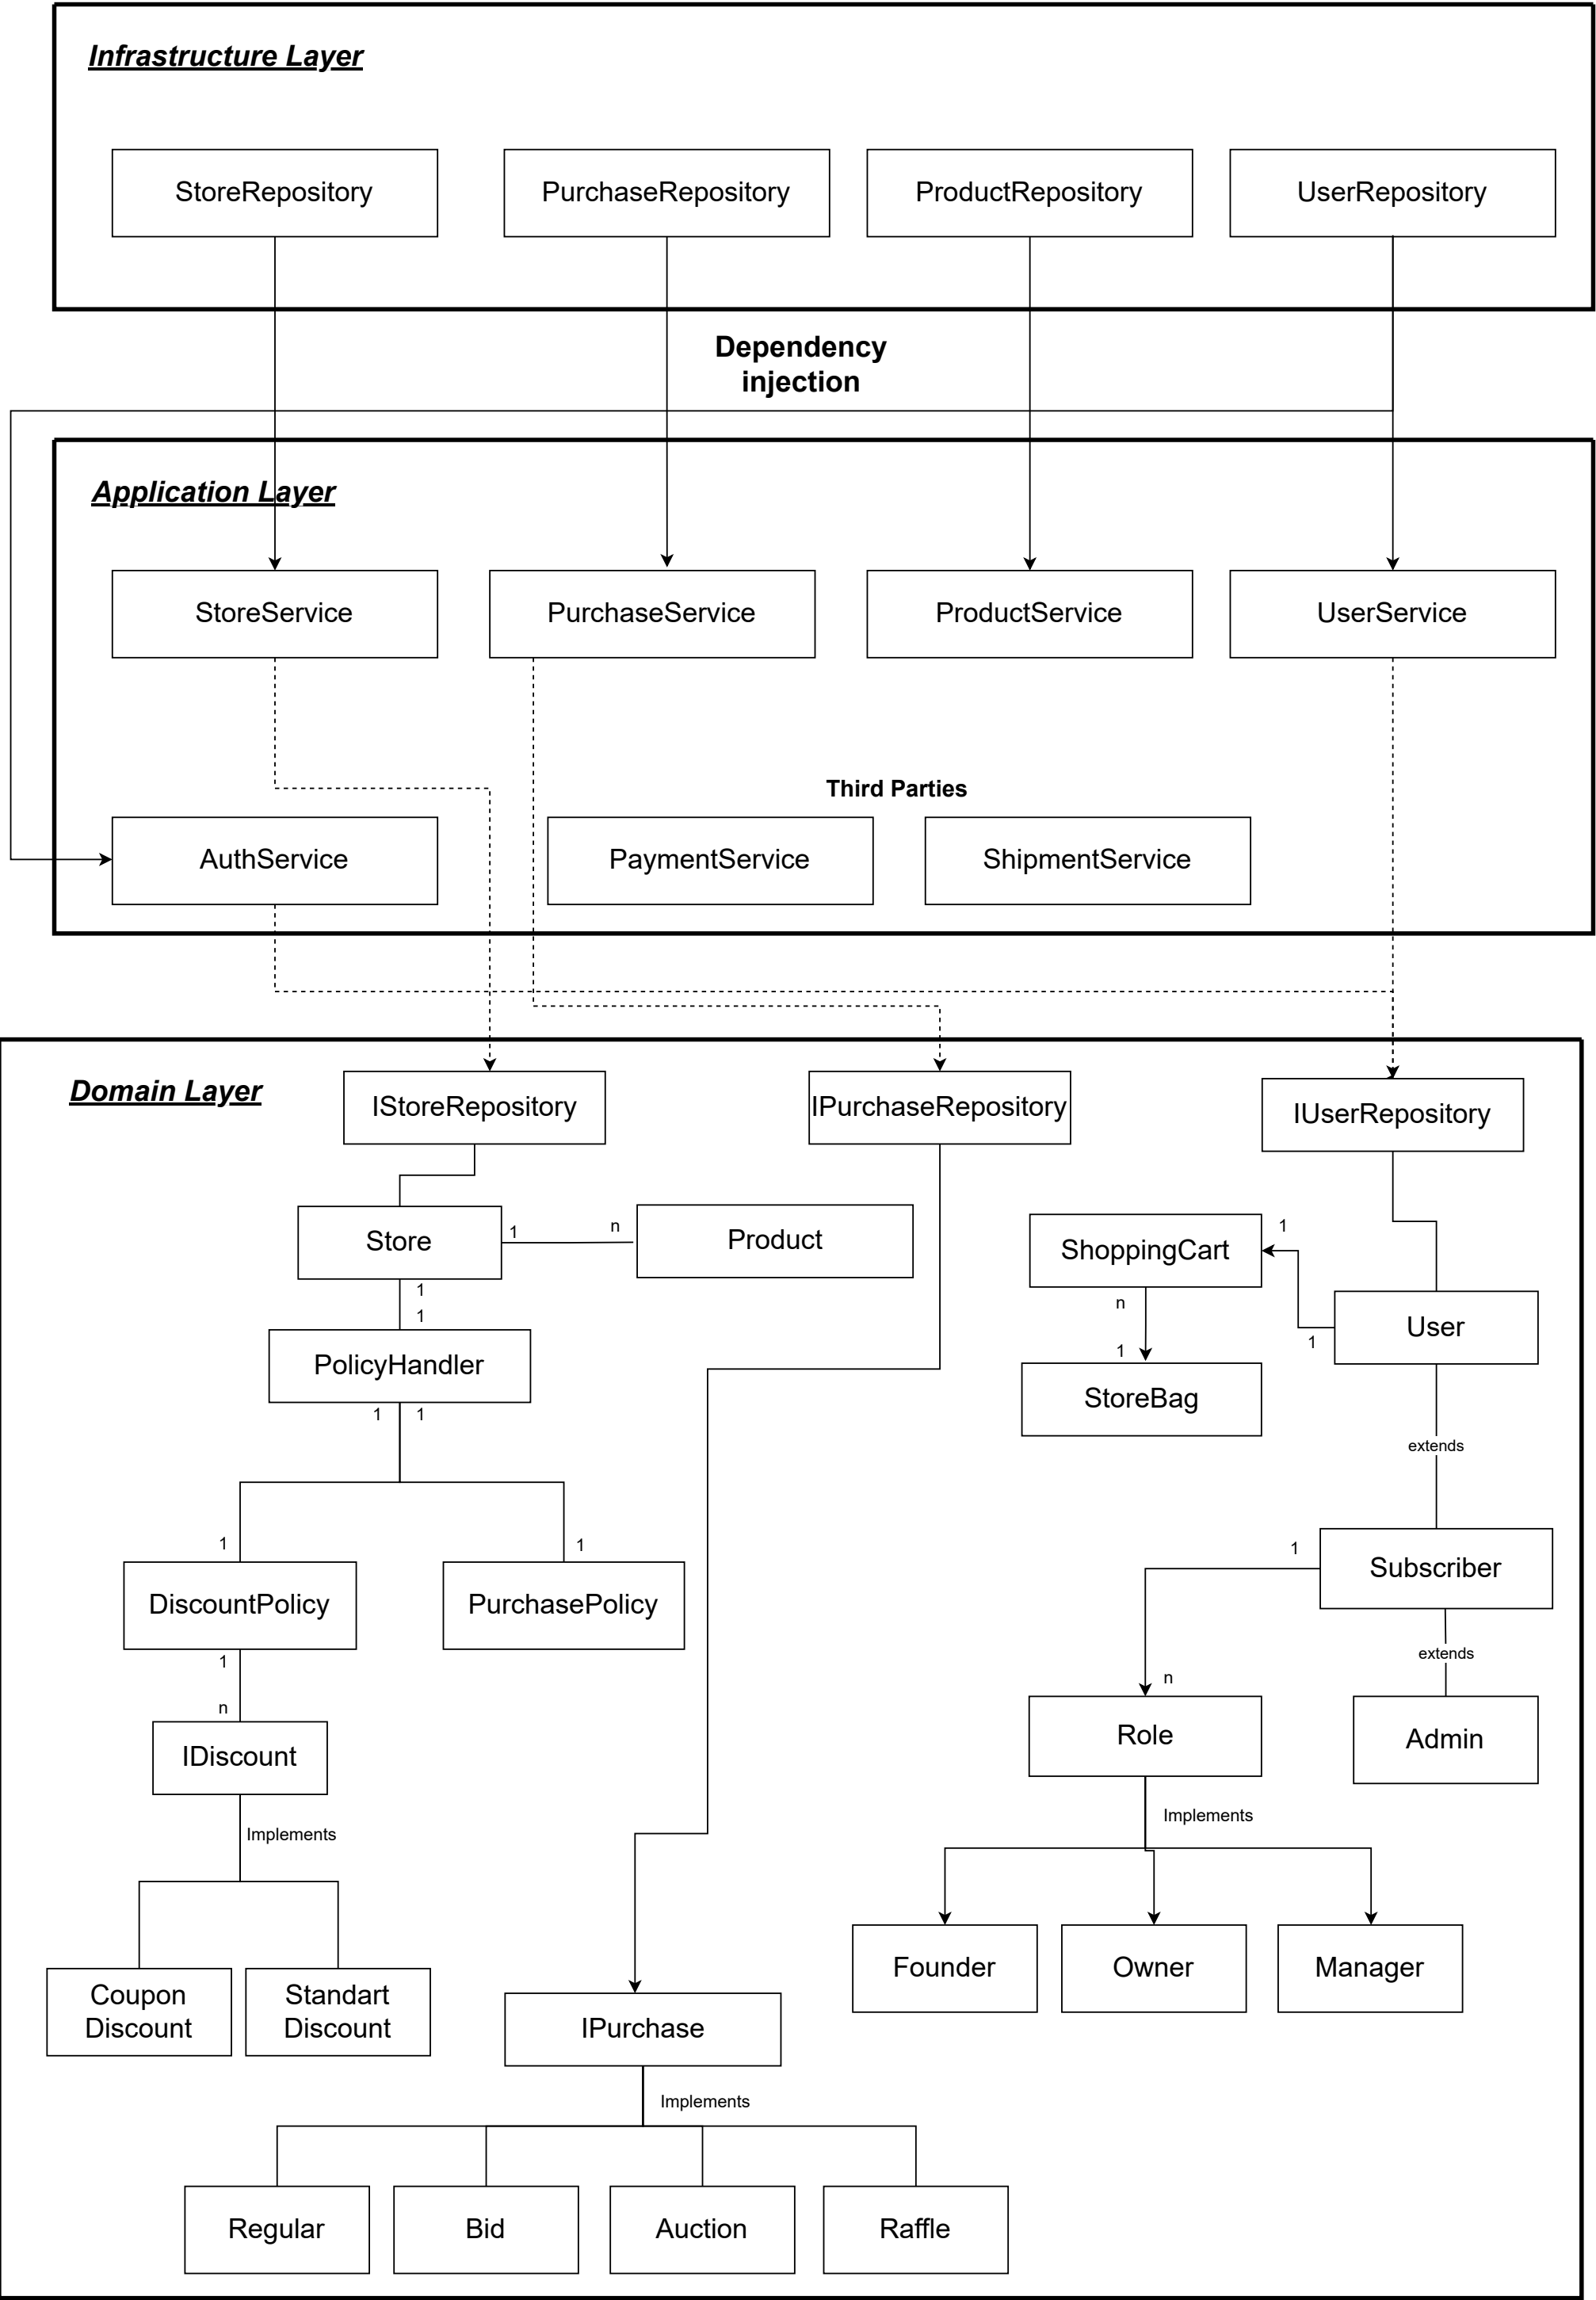 Infrastructure Layer
StoreRepository
PurchaseRepository
ProductRepository
UserRepository
Dependency
injection
Application Layer
StoreService
PurchaseService
ProductService
UserService
Third Parties
AuthService
PaymentService
ShipmentService
Domain Layer
IStoreRepository
IPurchaseRepository
IUserRepository
Store
1
n
Product
ShoppingCart
1
1
1
n
1
User
PolicyHandler
1
StoreBag
1
1
extends
1
1
1
Subscriber
DiscountPolicy
PurchasePolicy
1
extends
n
n
Role
Admin
IDiscount
Implements
Implements
Founder
Owner
Manager
Coupon
Discount
Standart
Discount
IPurchase
Implements
Regular
Bid
Auction
Raffle